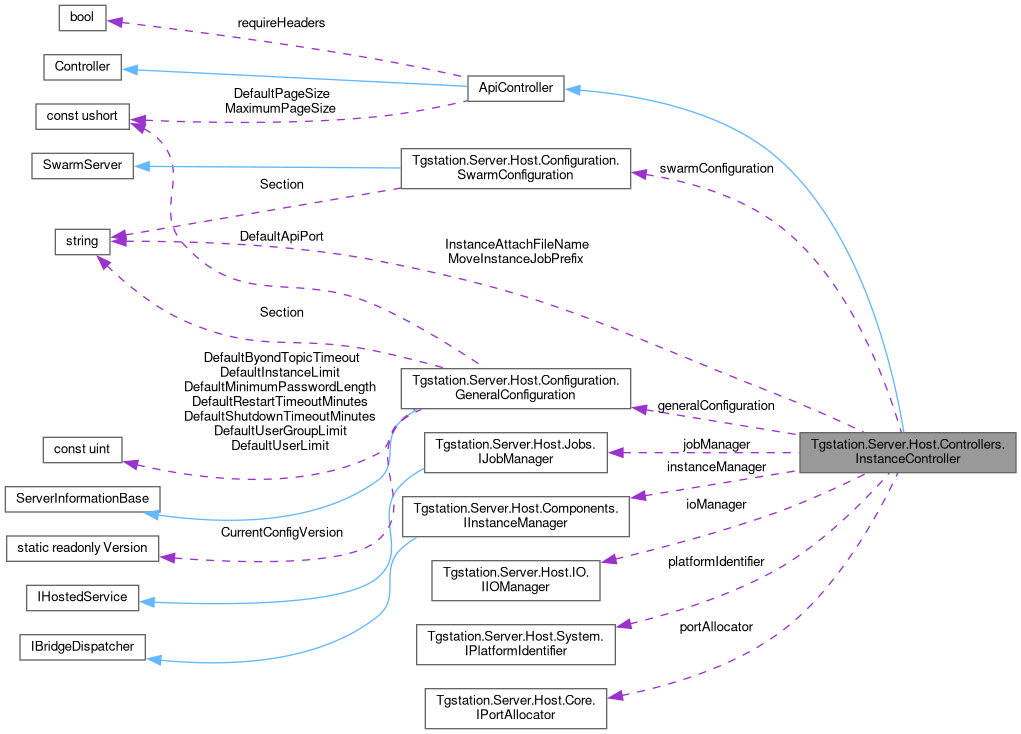 bool
requireHeaders
Controller
ApiController
DefaultPageSize
MaximumPageSize
const ushort
SwarmServer
Tgstation.Server.Host.Configuration.
SwarmConfiguration
swarmConfiguration
Section
string
DefaultApiPort
InstanceAttachFileName
MoveInstanceJobPrefix
Section
DefaultByondTopicTimeout
DefaultInstanceLimit
DefaultMinimumPasswordLength
DefaultRestartTimeoutMinutes
DefaultShutdownTimeoutMinutes
DefaultUserGroupLimit
DefaultUserLimit
Tgstation.Server.Host.Configuration.
GeneralConfiguration
generalConfiguration
Tgstation.Server.Host.Controllers.
InstanceController
const uint
Tgstation.Server.Host.Jobs.
IJobManager
jobManager
instanceManager
ServerInformationBase
Tgstation.Server.Host.Components.
IInstanceManager
ioManager
CurrentConfigVersion
static readonly Version
Tgstation.Server.Host.IO.
IIOManager
platformIdentifier
IHostedService
Tgstation.Server.Host.System.
IPlatformIdentifier
portAllocator
IBridgeDispatcher
Tgstation.Server.Host.Core.
IPortAllocator